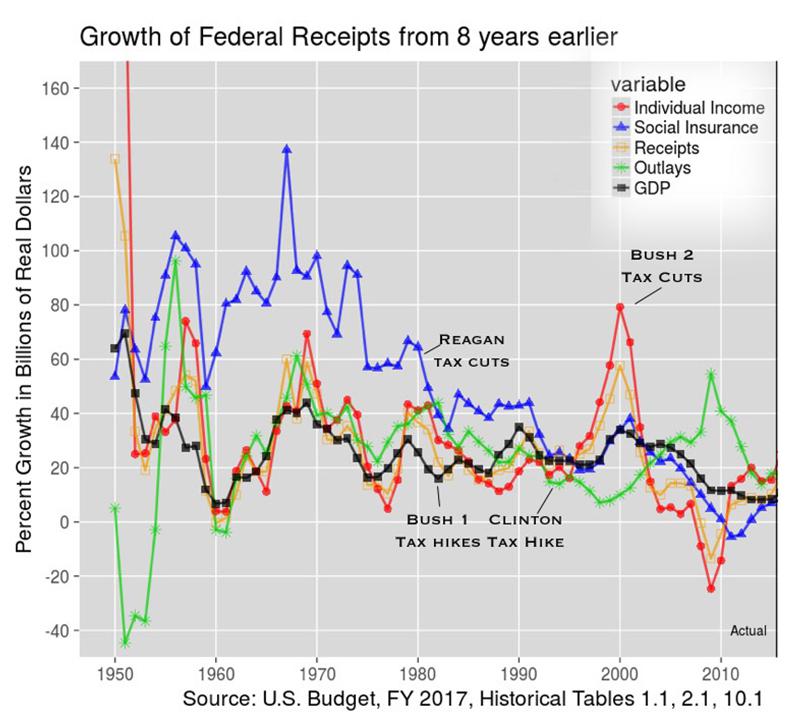 Growth of Federal Receipts from 8 years earlier
Percent Growth in Billions of Real Dollars
160
140
120
100
80
60
40
20
0
-20
-40
variable
Individual Income
Social Insurance
Receipts
Outlays
GDP
Bush 2
Tax Cuts
Reagan
tax cuts
Bush 1
Tax hikes
Clinton
Tax Hike
Actual
1950
1960
1970
1980
1990
2000
2010
Source: U.S. Budget, FY 2017, Historical Tables 1.1, 2.1, 10.1